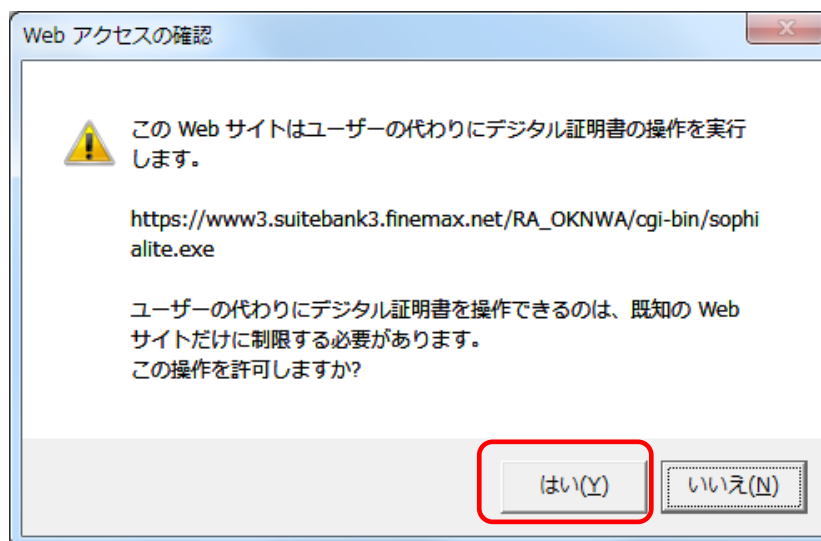 Web アクセスの確認
この Web サイトはユーザーの代わりにデジタル証明書の操作を実行
します。
https://www3.suitebank3.finemax.net/RA_OKNWA/cgi-bin/sophi
alite.exe
ユーザーの代わりにデジタル証明書を操作できるのは、既知の Web
サイトだけに制限する必要があります。
この操作を許可しますか?
はい(Y) いいえ(N)